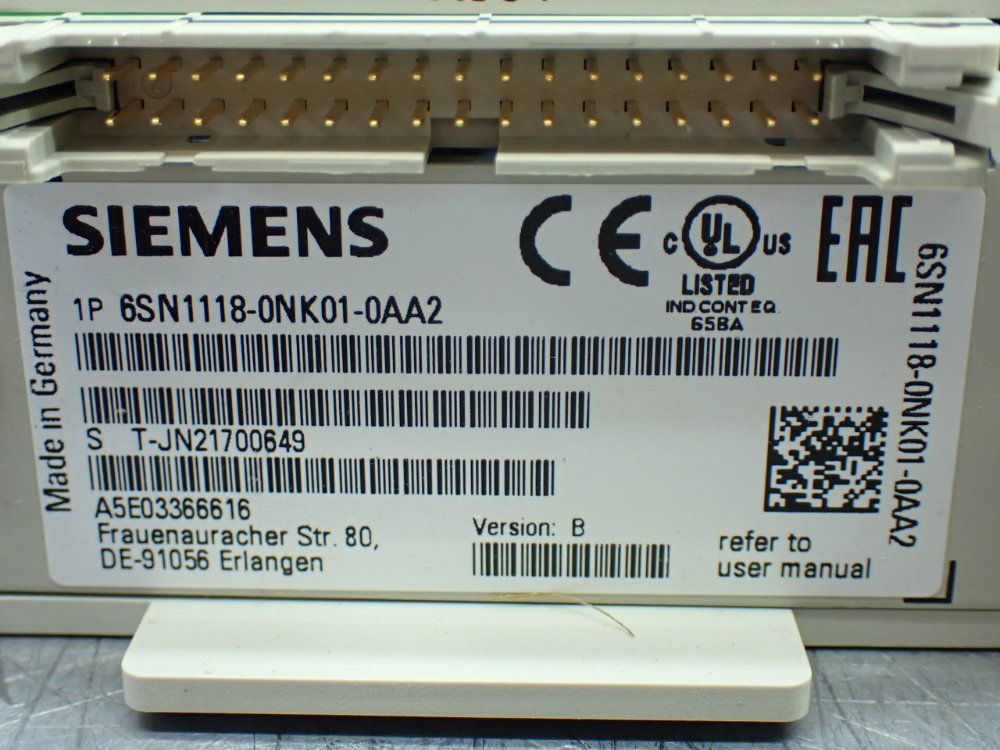 SIEMENS
CE
c UL us
LISTED
IND.CONT.EQ.
65BA
EAC
1P 6SN1118-0NK01-0AA2
S T-JN21700649
A5E03366616
Frauenauracher Str. 80,
DE-91056 Erlangen
Version: B
refer to
user manual
Made in Germany
6SN1118-0NK01-0AA2